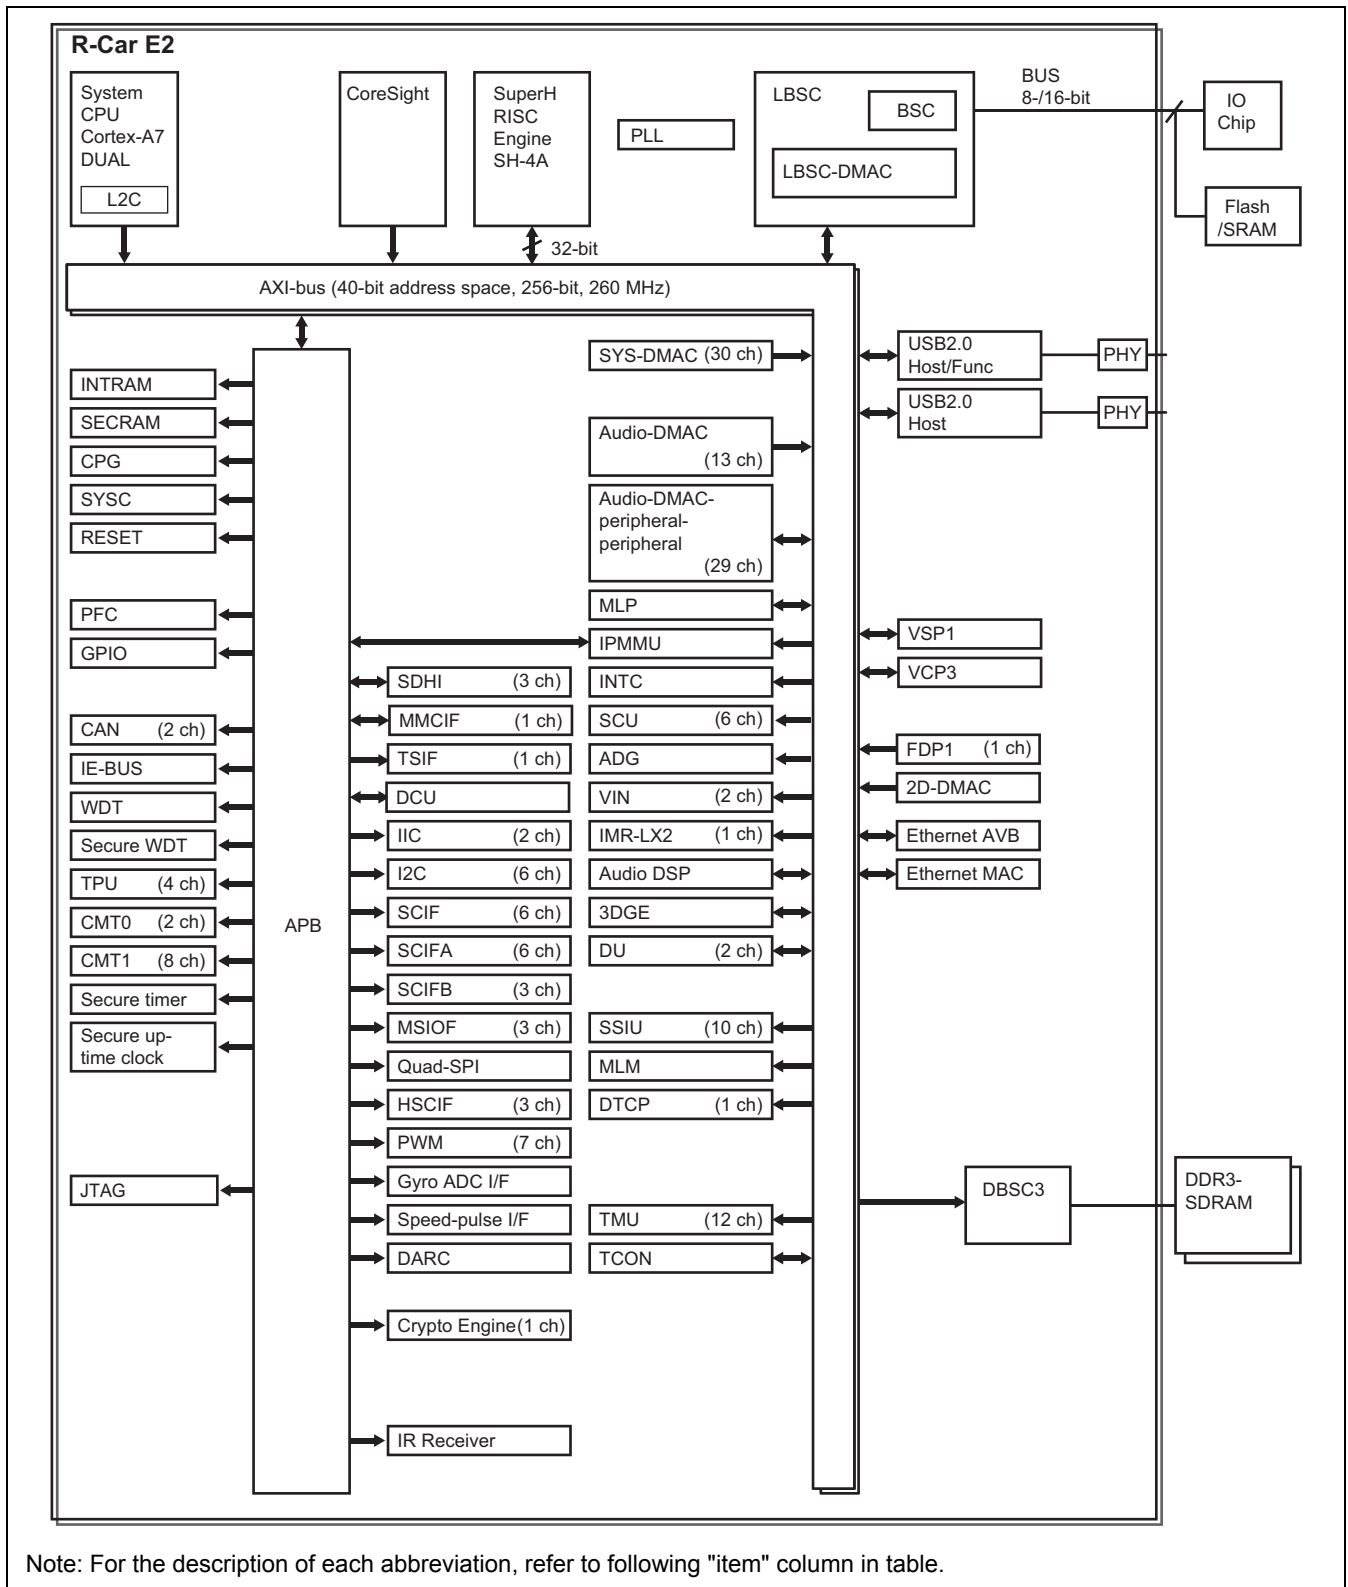 R-Car E2
System
CPU
Cortex-A7
DUAL
L2C
CoreSight
SuperH
RISC
Engine
SH-4A
PLL
LBSC
BSC
LBSC-DMAC
BUS
8-/16-bit
IO
Chip
Flash
/SRAM
32-bit
AXI-bus (40-bit address space, 256-bit, 260 MHz)
INTRAM
SECRAM
CPG
SYSC
RESET
PFC
GPIO
CAN (2 ch)
IE-BUS
WDT
Secure WDT
TPU (4 ch)
CMT0 (2 ch)
CMT1 (8 ch)
Secure timer
Secure up-
time clock
JTAG
APB
SDHI (3 ch)
MMCIF (1 ch)
TSIF (1 ch)
DCU
IIC (2 ch)
I2C (6 ch)
SCIF (6 ch)
SCIFA (6 ch)
SCIFB (3 ch)
MSIOF (3 ch)
Quad-SPI
HSCIF (3 ch)
PWM (7 ch)
Gyro ADC I/F
Speed-pulse I/F
DARC
Crypto Engine(1 ch)
IR Receiver
SYS-DMAC (30 ch)
Audio-DMAC
(13 ch)
Audio-DMAC-
peripheral-
peripheral
(29 ch)
MLP
IPMMU
INTC
SCU (6 ch)
ADG
VIN (2 ch)
IMR-LX2 (1 ch)
Audio DSP
3DGE
DU (2 ch)
SSIU (10 ch)
MLM
DTCP (1 ch)
TMU (12 ch)
TCON
USB2.0
Host/Func
PHY
USB2.0
Host
PHY
VSP1
VCP3
FDP1 (1 ch)
2D-DMAC
Ethernet AVB
Ethernet MAC
DBSC3
DDR3-
SDRAM
Note: For the description of each abbreviation, refer to following "item" column in table.